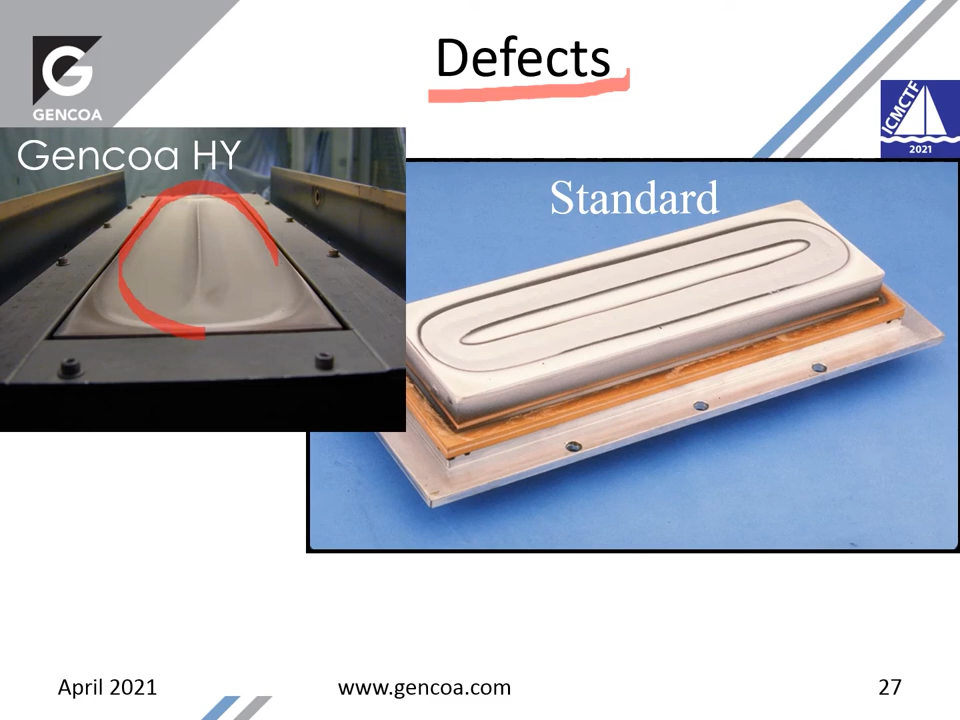 Defects
GENCOA
ICMCTF
2021
Gencoa HY
Standard
April 2021
www.gencoa.com
27